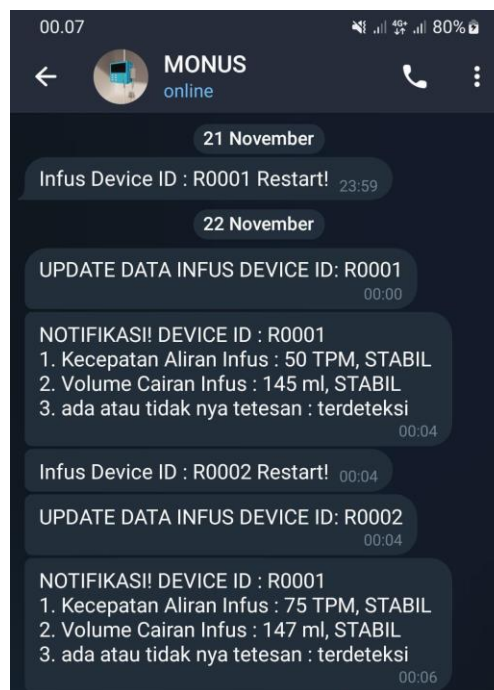 00.07
4G+ 80%
MONUS
online
21 November
Infus Device ID : R0001 Restart! 23:59
22 November
UPDATE DATA INFUS DEVICE ID: R0001
00:00
NOTIFIKASI! DEVICE ID : R0001
1. Kecepatan Aliran Infus : 50 TPM, STABIL
2. Volume Cairan Infus : 145 ml, STABIL
3. ada atau tidak nya tetesan : terdeteksi
00:04
Infus Device ID : R0002 Restart! 00:04
UPDATE DATA INFUS DEVICE ID: R0002
00:04
NOTIFIKASI! DEVICE ID : R0001
1. Kecepatan Aliran Infus : 75 TPM, STABIL
2. Volume Cairan Infus : 147 ml, STABIL
3. ada atau tidak nya tetesan : terdeteksi
00:06